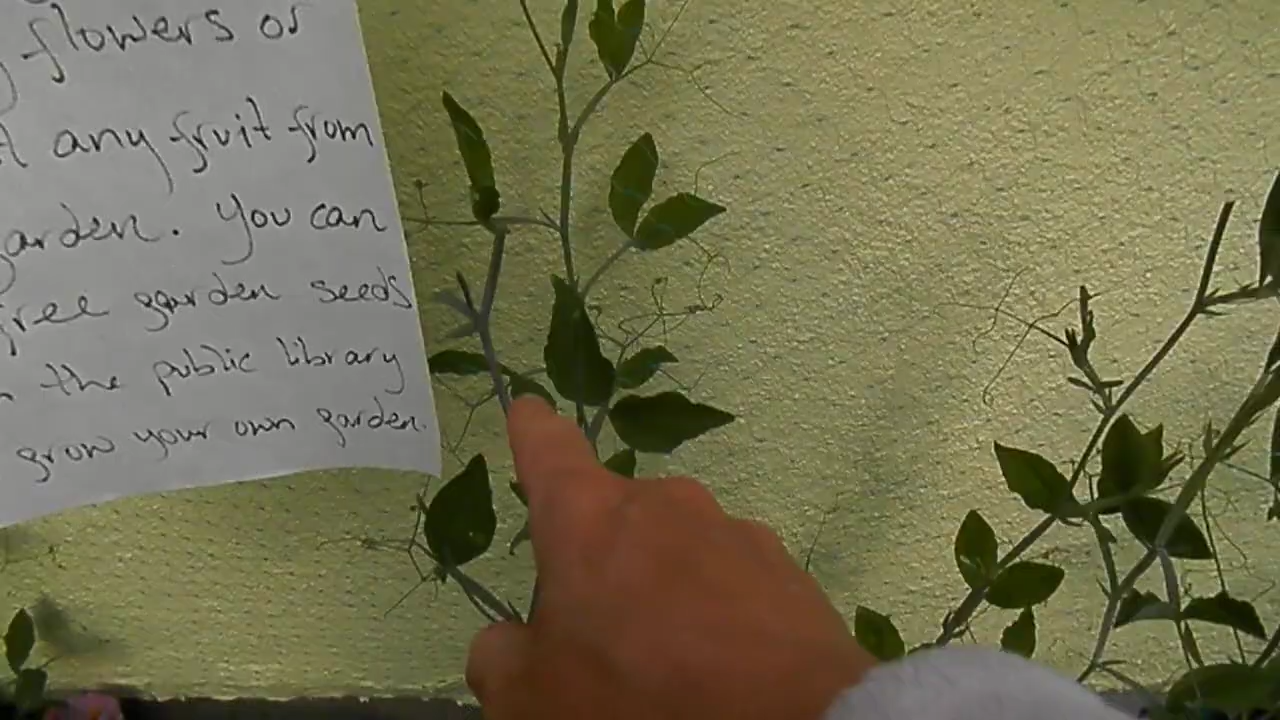 flowers or
any fruit from
garden. You can
free garden seeds
the public library
grow your own garden.